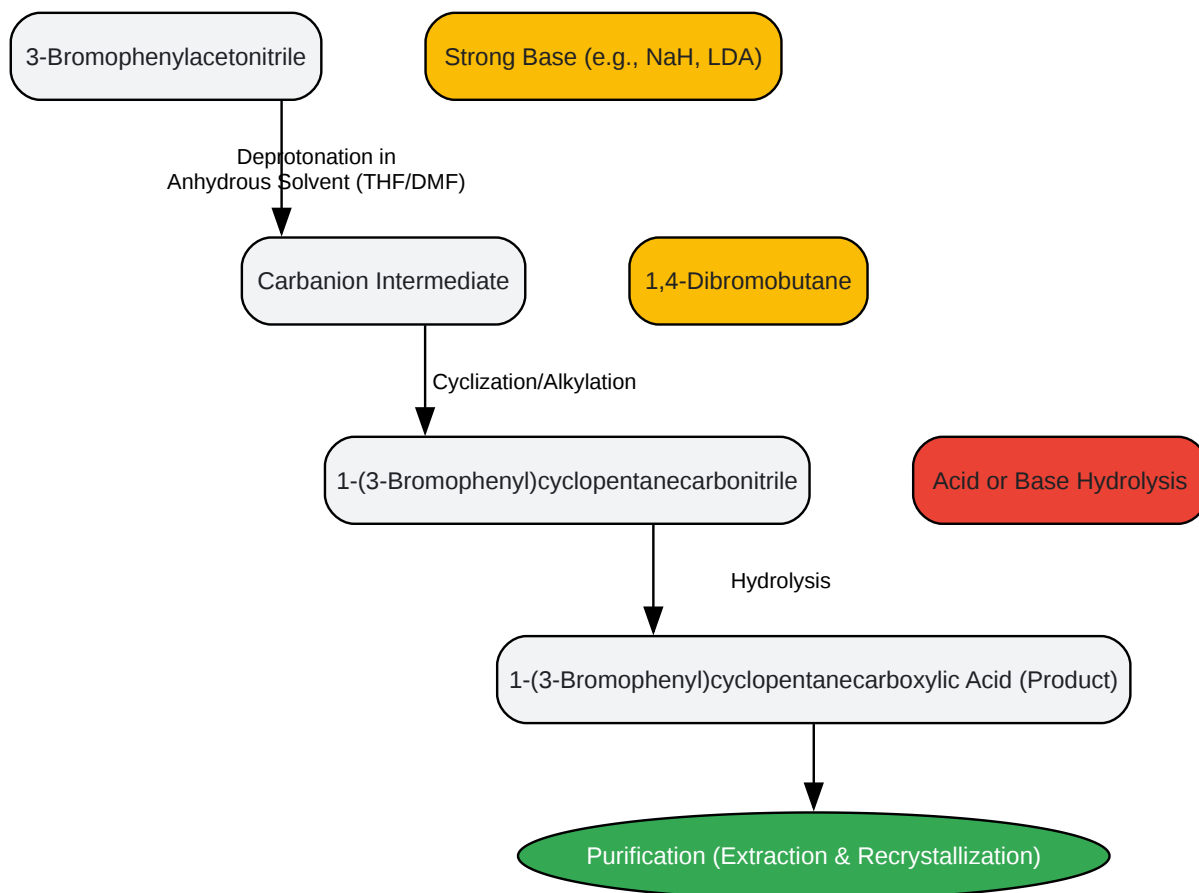 3-Bromophenylacetonitrile
Strong Base (e.g., NaH, LDA)
Deprotonation in
Anhydrous Solvent (THF/DMF)
Carbanion Intermediate
1,4-Dibromobutane
Cyclization/Alkylation
1-(3-Bromophenyl)cyclopentanecarbonitrile
Acid or Base Hydrolysis
Hydrolysis
1-(3-Bromophenyl)cyclopentanecarboxylic Acid (Product)
Purification (Extraction & Recrystallization)